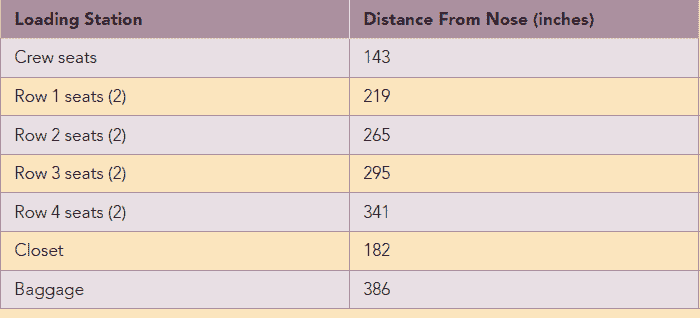 Loading Station Distance From Nose (inches)
Crew seats 143
Row 1 seats (2) 219
Row 2 seats (2) 265
Row 3 seats (2) 295
Row 4 seats (2) 341
Closet 182
Baggage 386